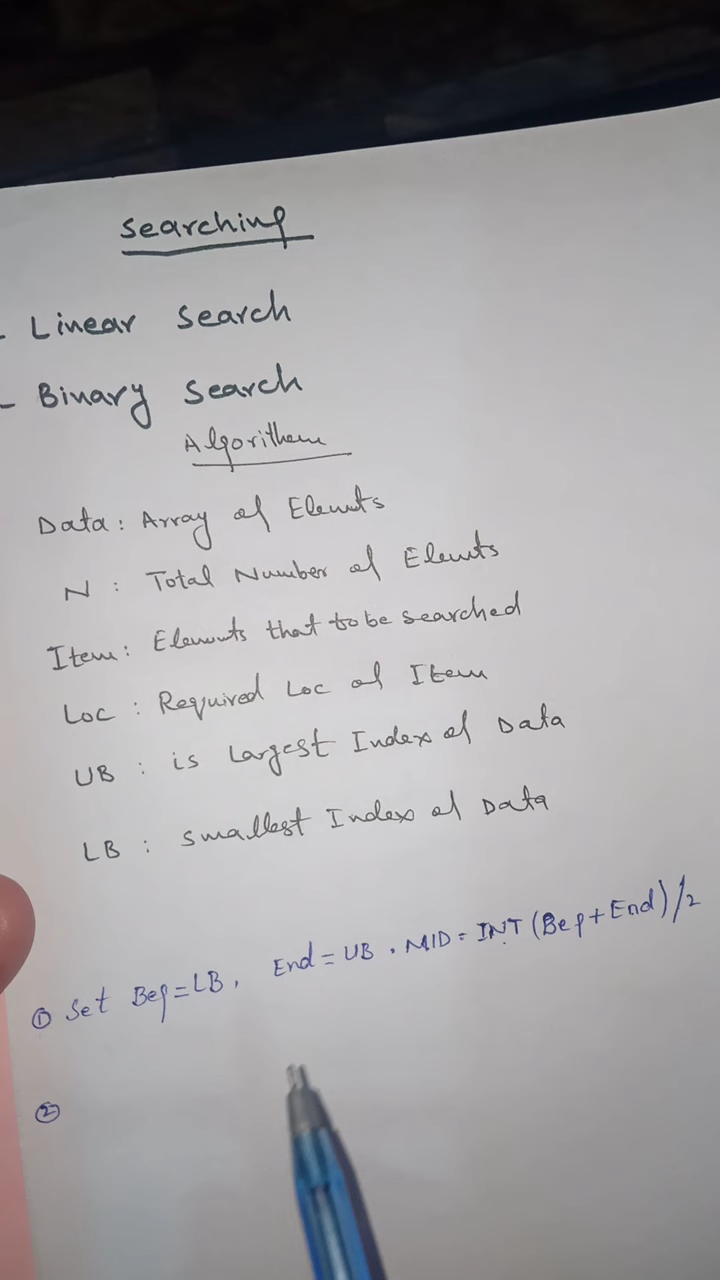 Searching
- Linear Search
- Binary Search
Algorithem
Data : Array of Elements
N : Total Number of Elements
Item : Elements that to be searched
Loc : Required Loc of Item
UB : is Largest Index of Data
LB : Smallest Index of Data
① Set Beg = LB, End = UB . MID = INT (Beg + End) / 2
②